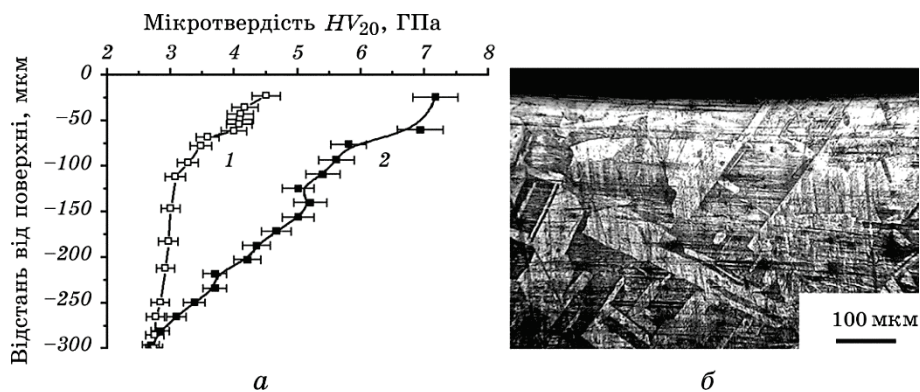 Мікротвердість HV20, ГПа
2 3 4 5 6 7 8
Відстань від поверхні, мкм
0
−50
−100
−150
−200
−250
−300
1
2
100 мкм
а
б